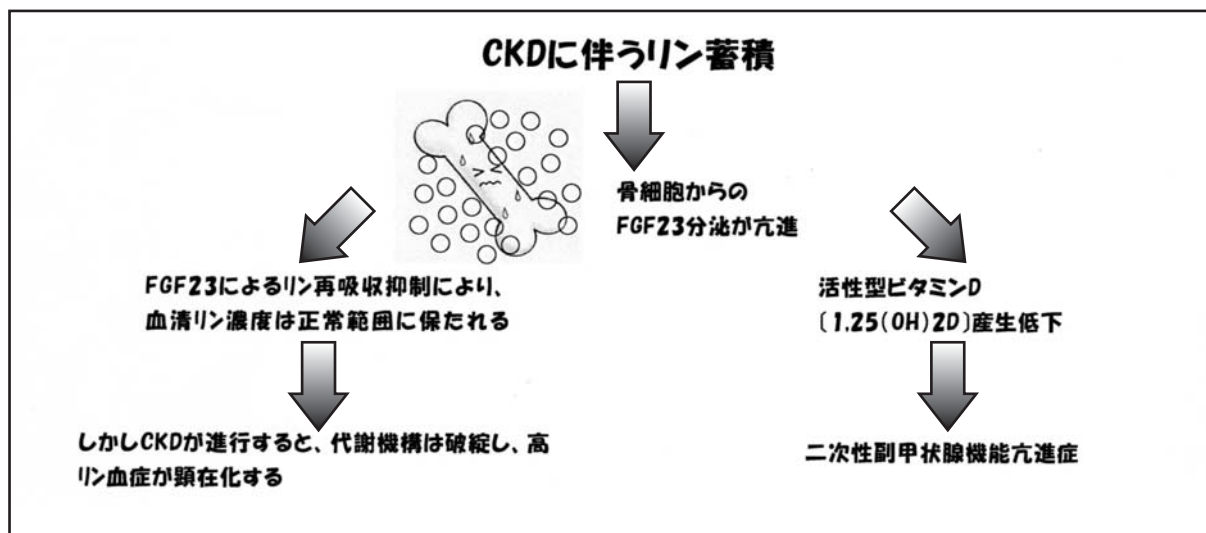 CKDに伴うリン蓄積
骨細胞からの
FGF23分泌が亢進
FGF23によるリン再吸収抑制により、
血清リン濃度は正常範囲に保たれる
活性型ビタミンD
〔1.25(OH)2D〕産生低下
しかしCKDが進行すると、代謝機構は破綻し、高
リン血症が顕在化する
二次性副甲状腺機能亢進症